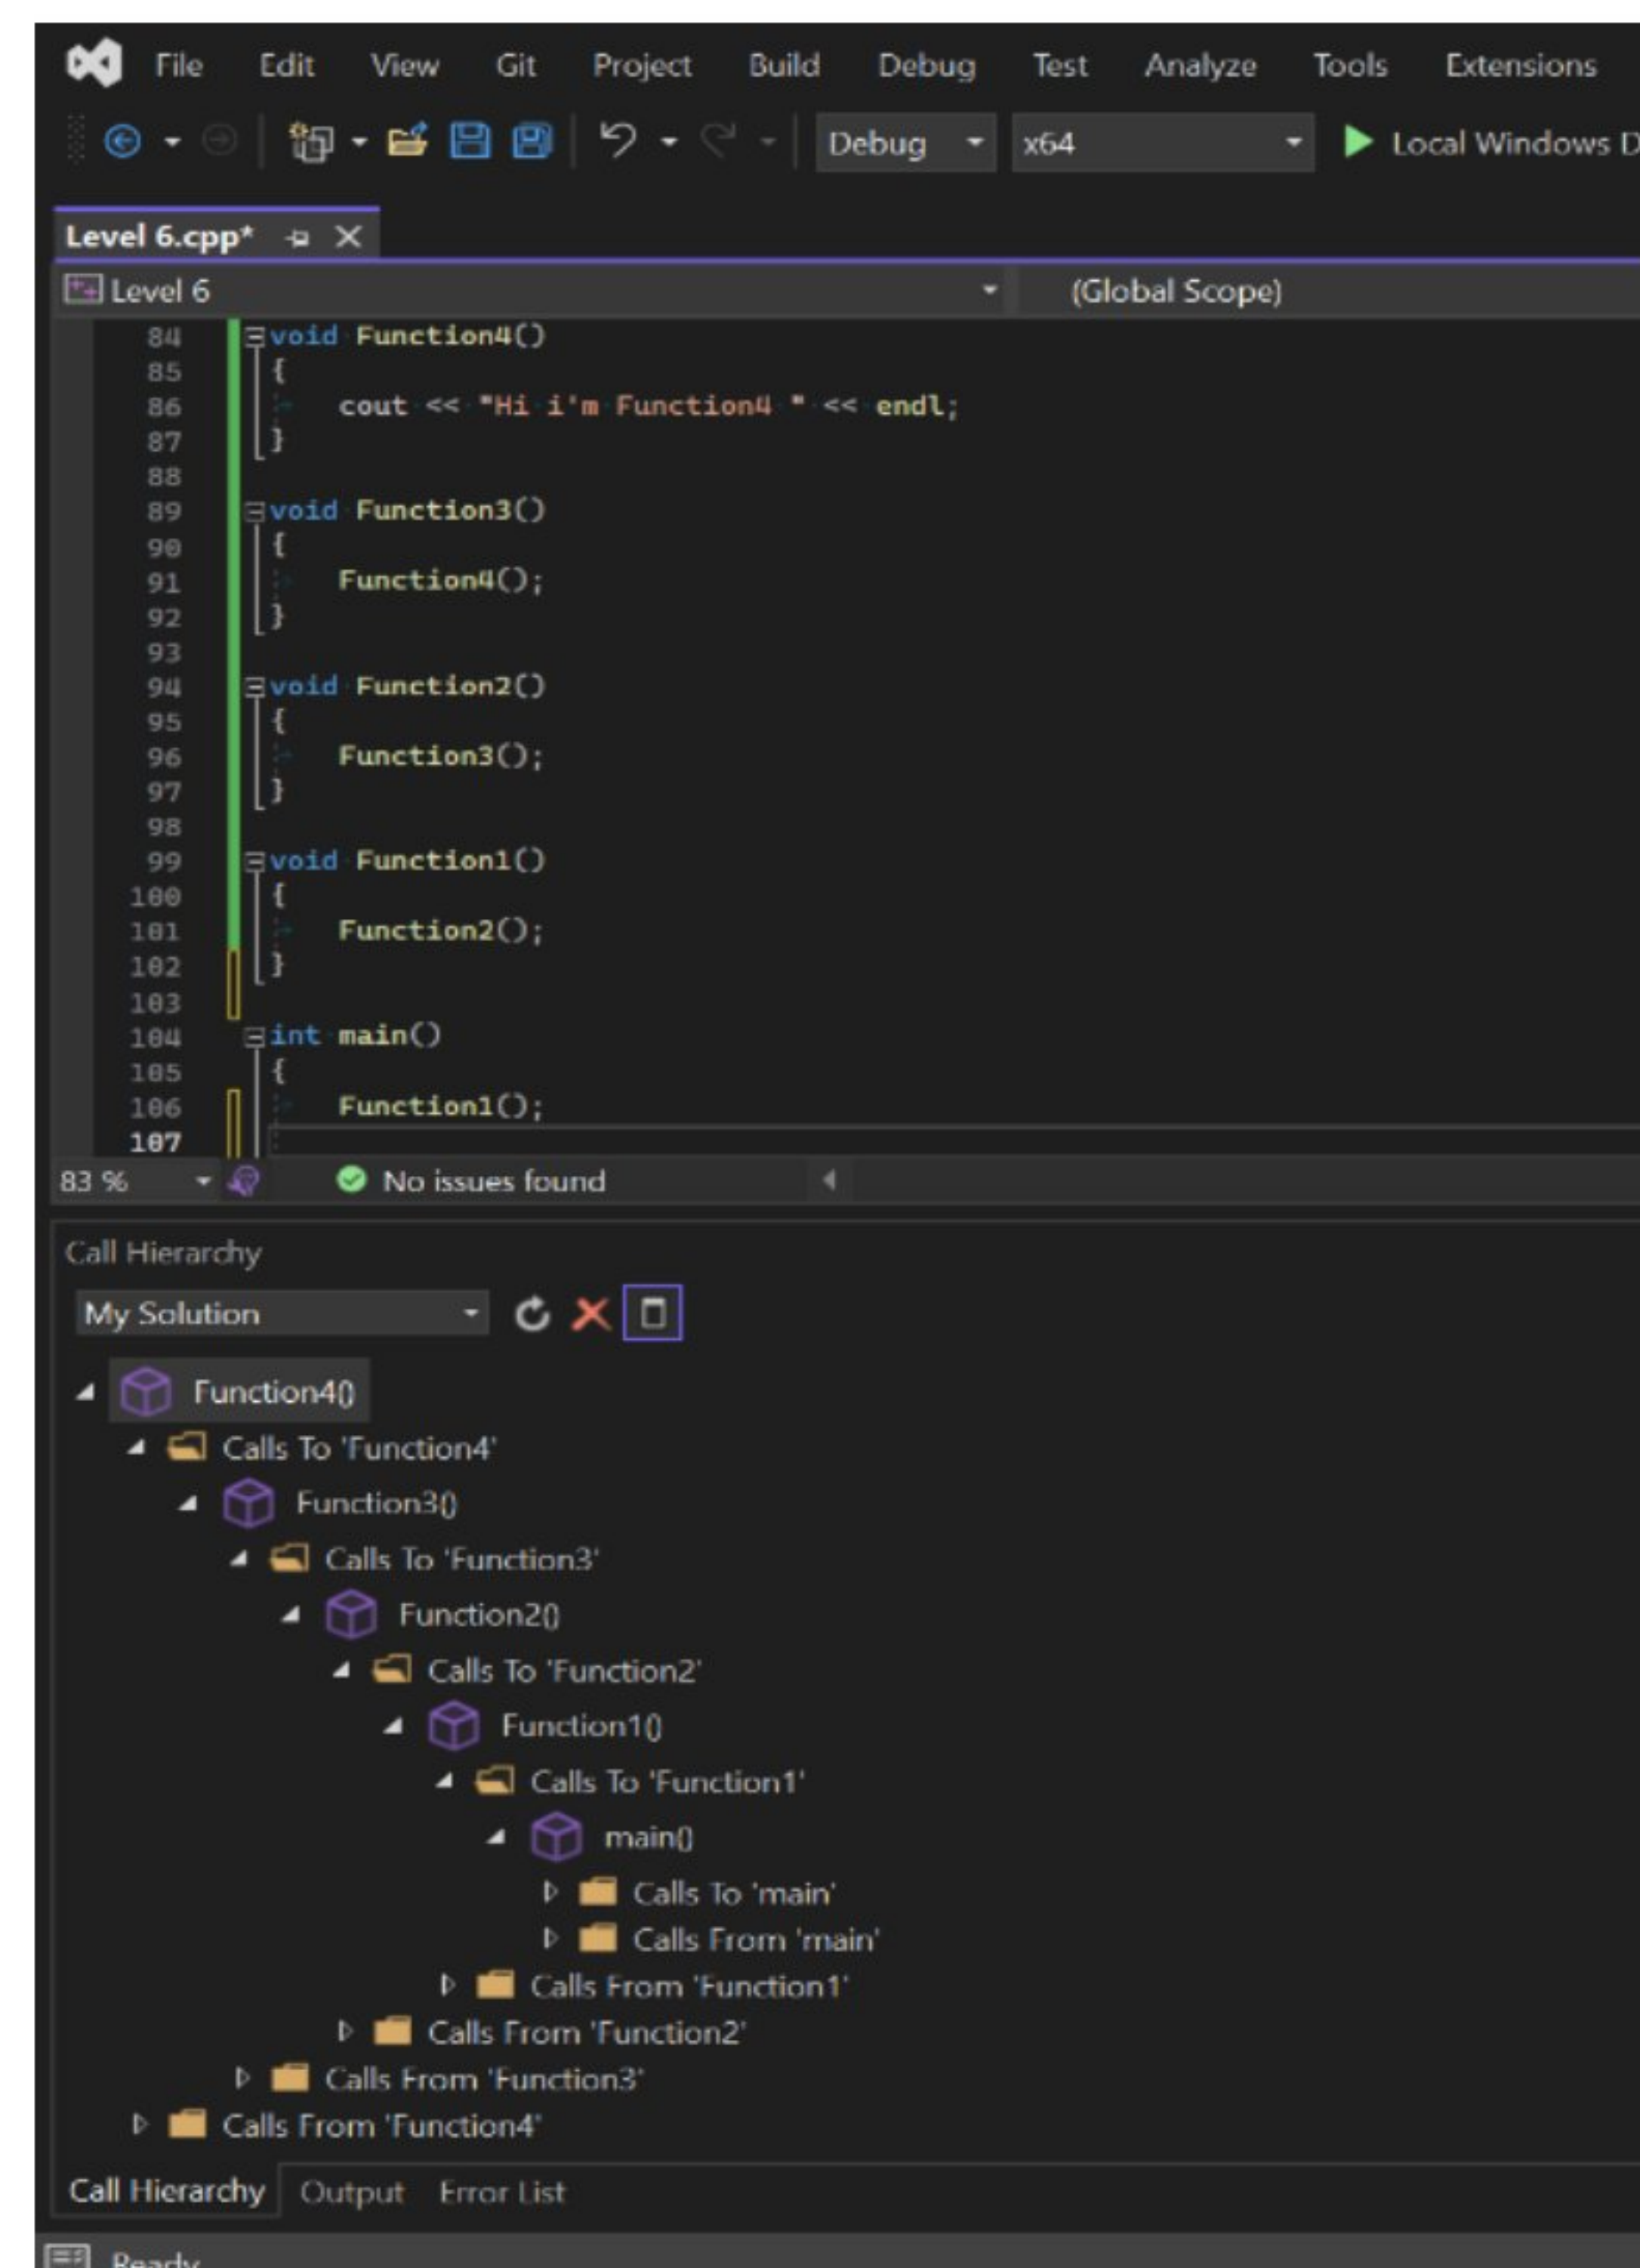 File Edit View Git Project Build Debug Test Analyze Tools Extensions
Debug x64 Local Windows D
Level 6.cpp*
Level 6 (Global Scope)
84 void Function4()
85 {
86 cout << "Hi i'm Function4 " << endl;
87 }
88
89 void Function3()
90 {
91 Function4();
92 }
93
94 void Function2()
95 {
96 Function3();
97 }
98
99 void Function1()
100 {
101 Function2();
102 }
103
104 int main()
105 {
106 Function1();
107
83 % No issues found
Call Hierarchy
My Solution
Function4()
Calls To 'Function4'
Function3()
Calls To 'Function3'
Function2()
Calls To 'Function2'
Function1()
Calls To 'Function1'
main()
Calls To 'main'
Calls From 'main'
Calls From 'Function1'
Calls From 'Function2'
Calls From 'Function3'
Calls From 'Function4'
Call Hierarchy Output Error List
Ready